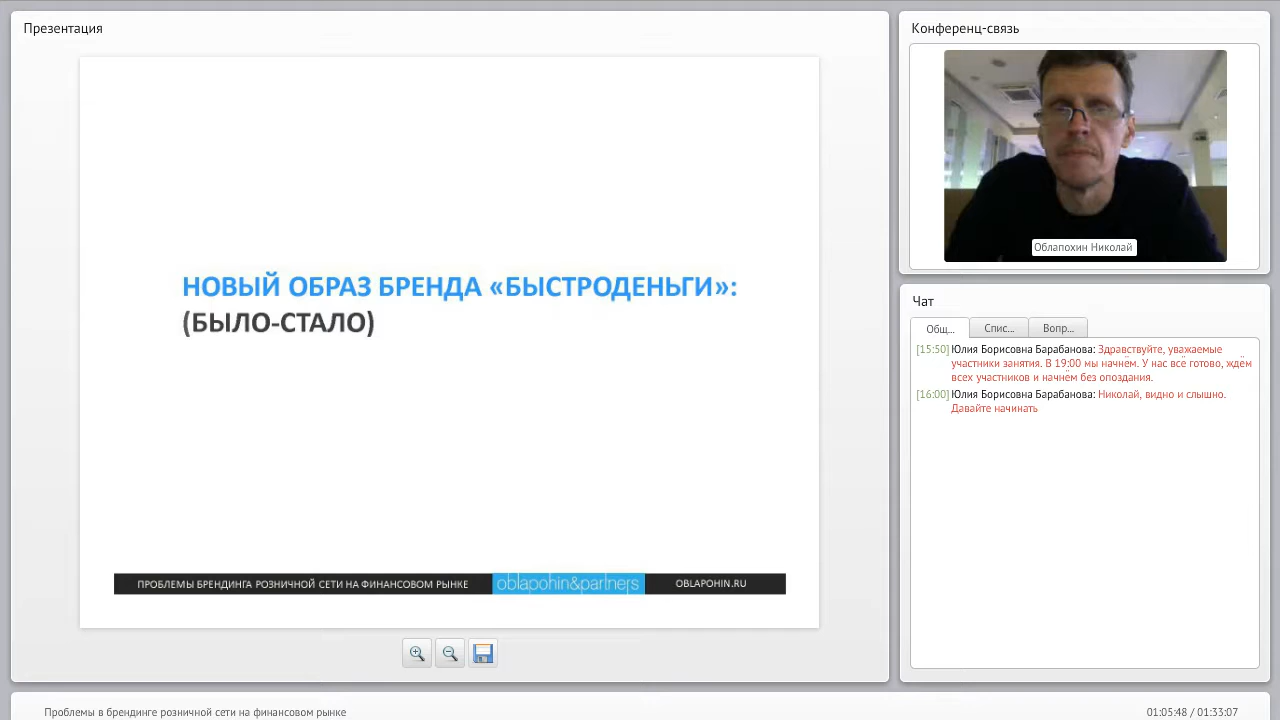 Презентация
НОВЫЙ ОБРАЗ БРЕНДА «БЫСТРОДЕНЬГИ»:
(БЫЛО-СТАЛО)
ПРОБЛЕМЫ БРЕНДИНГА РОЗНИЧНОЙ СЕТИ НА ФИНАНСОВОМ РЫНКЕ oblapohin&partners OBLAPOHIN.RU
Конференц-связь
Облапохин Николай
Чат
Общ... Спис... Вопр...
[15:50] Юлия Борисовна Барабанова: Здравствуйте, уважаемые
участники занятия. В 19:00 мы начнём. У нас всё готово, ждём
всех участников и начнём без опоздания.
[16:00] Юлия Борисовна Барабанова: Николай, видно и слышно.
Давайте начинать
Проблемы в брендинге розничной сети на финансовом рынке 01:05:48 / 01:33:07